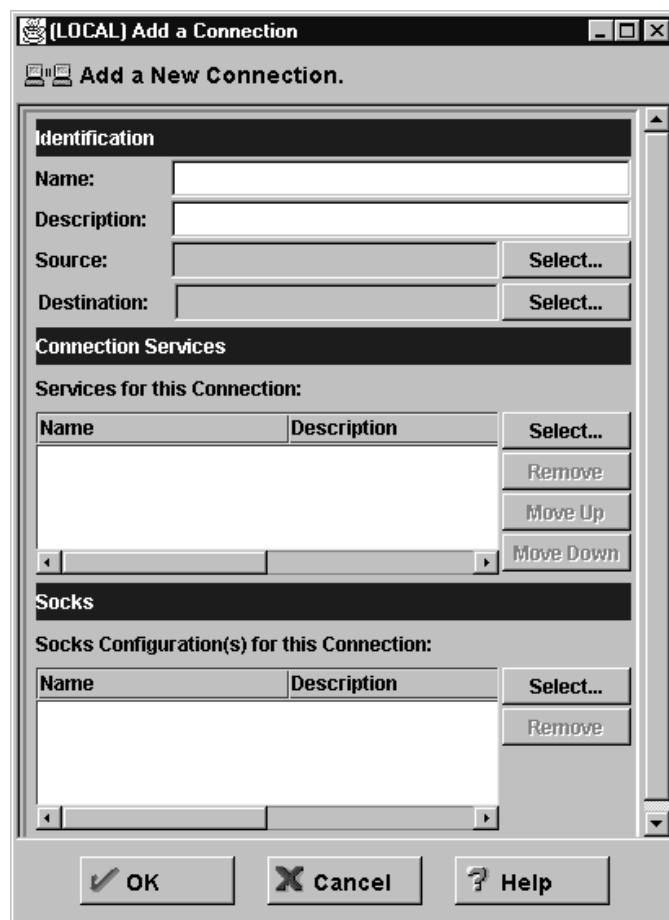 (LOCAL) Add a Connection
Add a New Connection.
Identification
Name:
Description:
Source: Select...
Destination: Select...
Connection Services
Services for this Connection:
Name Description Select...
Remove
Move Up
Move Down
Socks
Socks Configuration(s) for this Connection:
Name Description Select...
Remove
OK Cancel Help